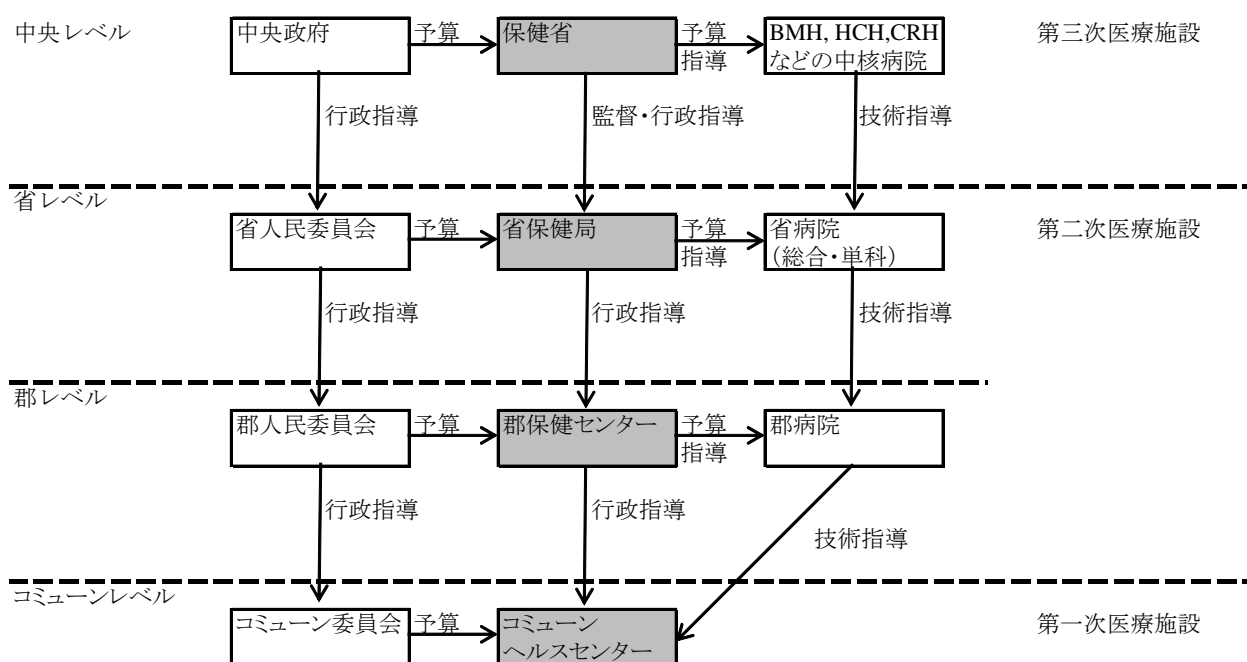 中央レベル
中央政府
予算
保健省
予算
指導
BMH, HCH,CRH
などの中核病院
第三次医療施設
行政指導
監督・行政指導
技術指導
省レベル
省人民委員会
予算
省保健局
予算
指導
省病院
（総合・単科）
第二次医療施設
行政指導
行政指導
技術指導
郡レベル
郡人民委員会
予算
郡保健センター
予算
指導
郡病院
行政指導
行政指導
技術指導
コミューンレベル
コミューン委員会
予算
コミューン
ヘルスセンター
第一次医療施設